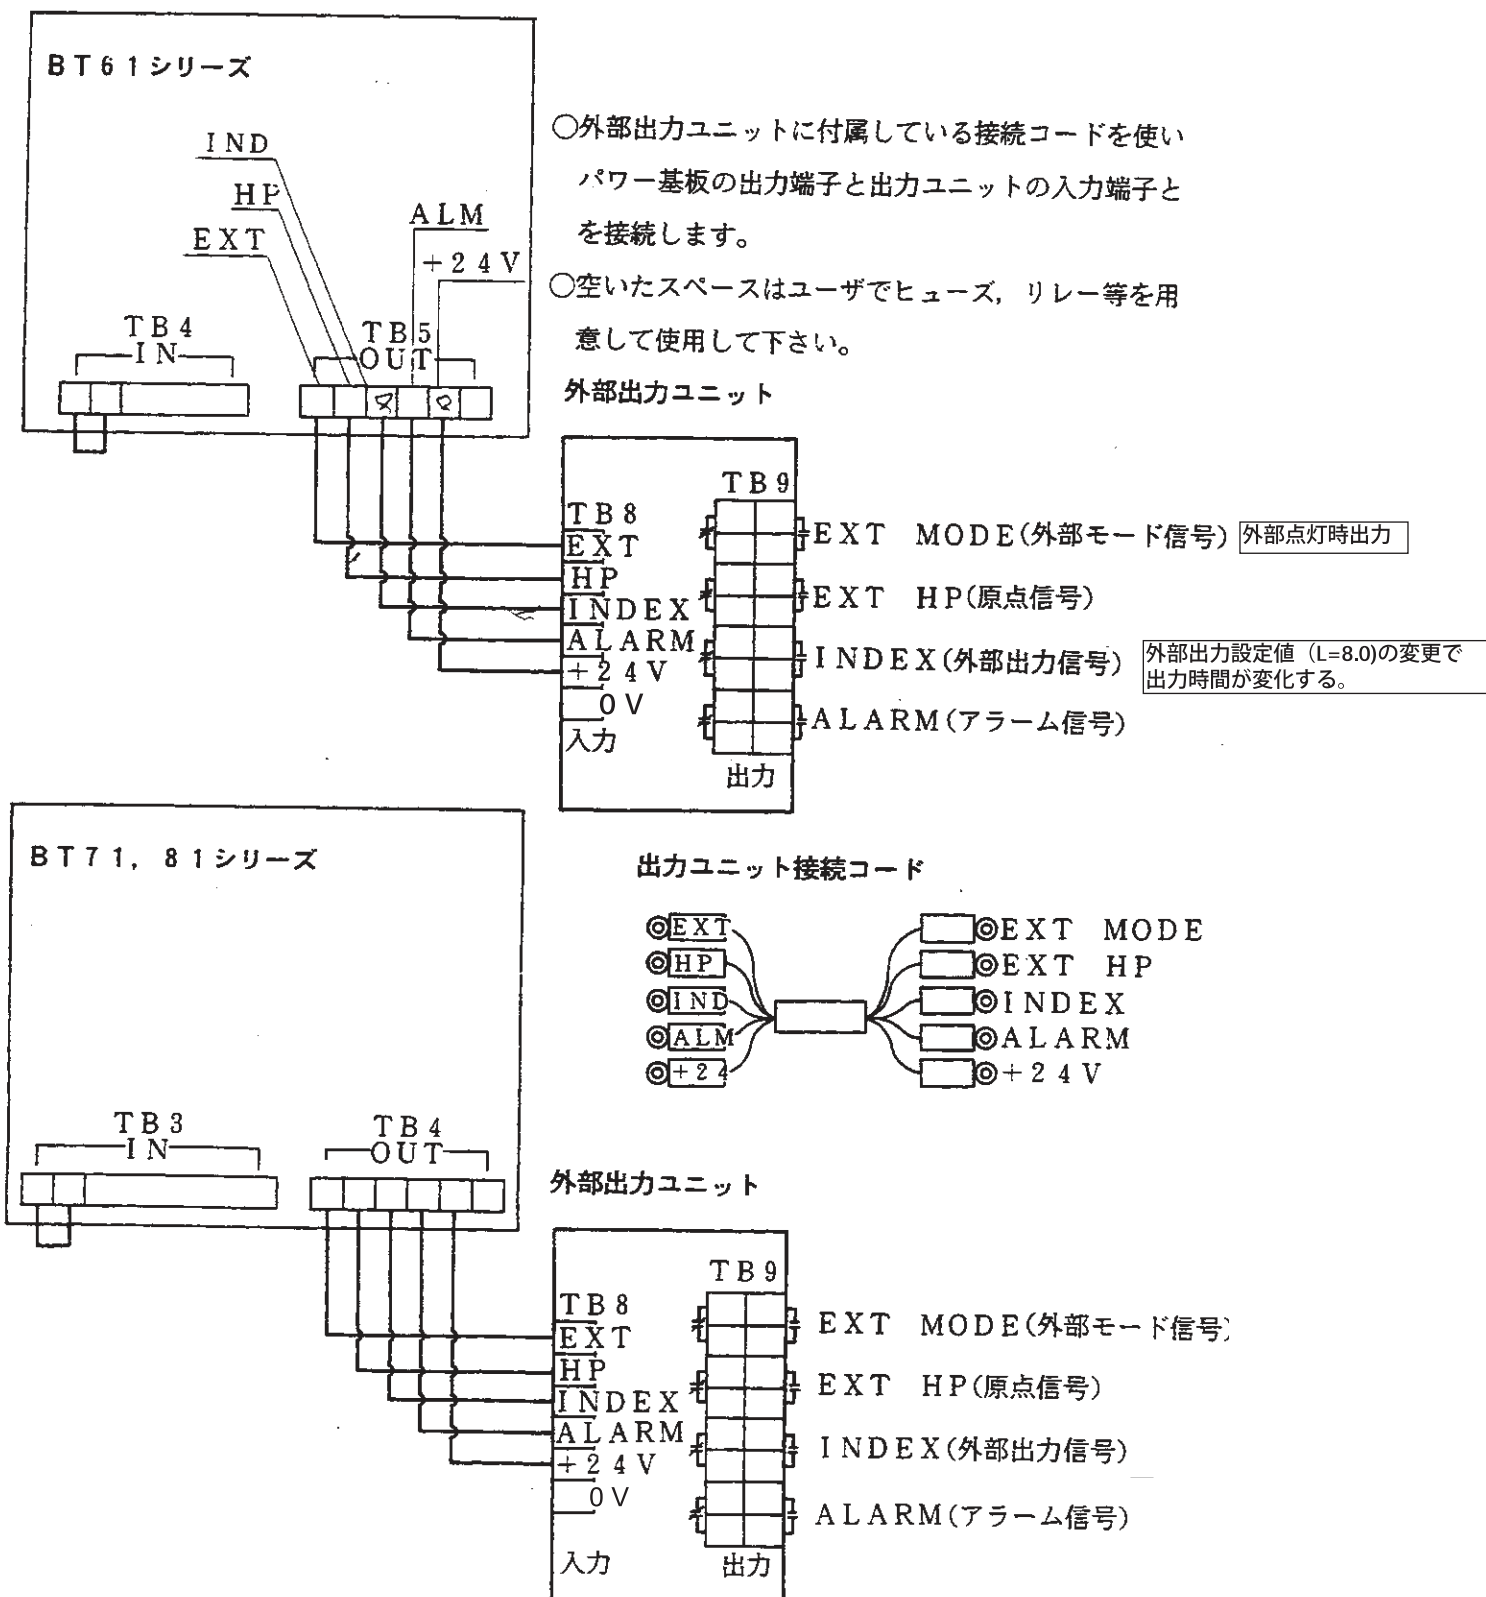 BT61シリーズ
IND
HP
EXT
ALM
+24V
TB4
IN
TB5
OUT
○外部出力ユニットに付属している接続コードを使い
パワー基板の出力端子と出力ユニットの入力端子と
を接続します。
○空いたスペースはユーザでヒューズ，リレー等を用
意して使用して下さい。
外部出力ユニット
TB9
TB8
EXT
HP
INDEX
ALARM
+24V
0V
入力
出力
EXT MODE(外部モード信号) 外部点灯時出力
EXT HP(原点信号)
INDEX(外部出力信号)
外部出力設定値（L=8.0)の変更で
出力時間が変化する。
ALARM(アラーム信号)
BT71，81シリーズ
TB3
IN
TB4
OUT
出力ユニット接続コード
EXT
HP
IND
ALM
+24
EXT MODE
EXT HP
INDEX
ALARM
+24V
外部出力ユニット
TB9
TB8
EXT
HP
INDEX
ALARM
+24V
0V
入力
出力
EXT MODE(外部モード信号)
EXT HP(原点信号)
INDEX(外部出力信号)
ALARM(アラーム信号)